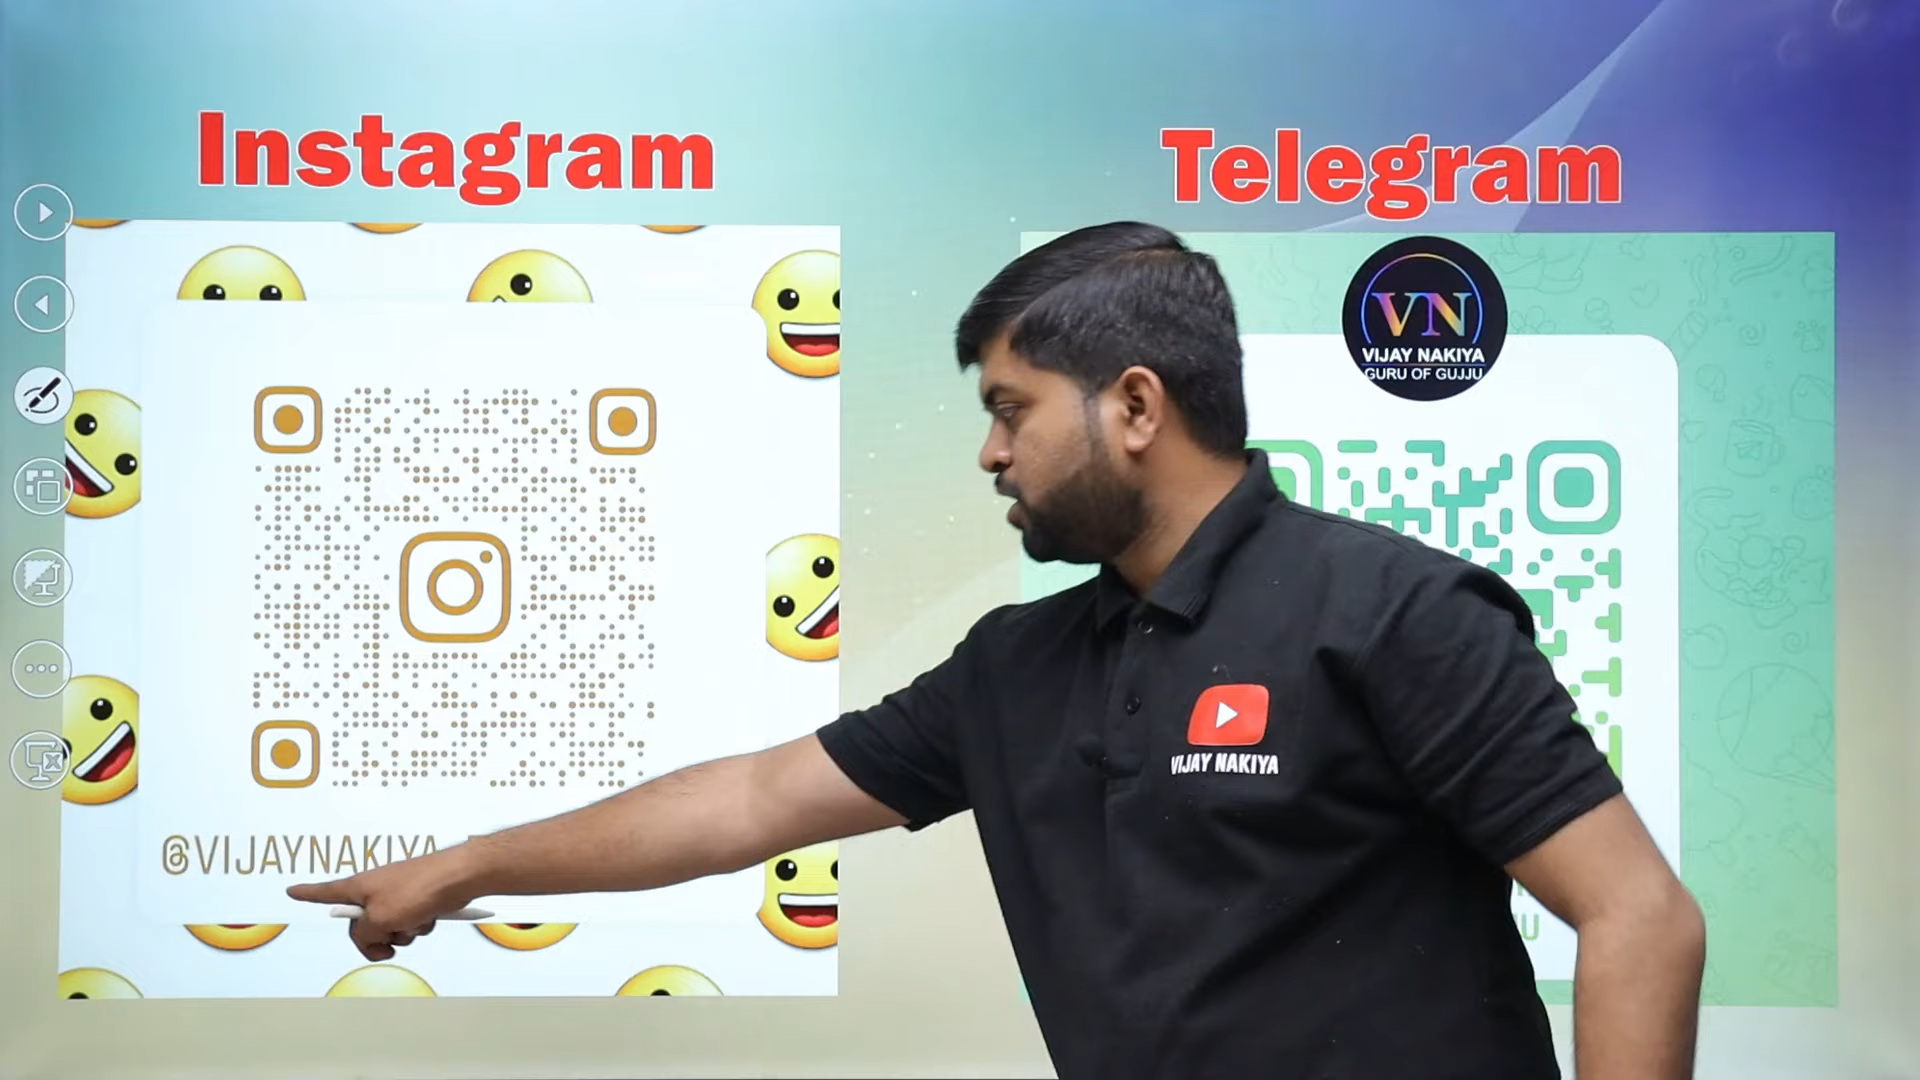 Instagram
Telegram
VN
VIJAY NAKIYA
GURU OF GUJJU
@VIJAYNAKIYA
VIJAY NAKIYA